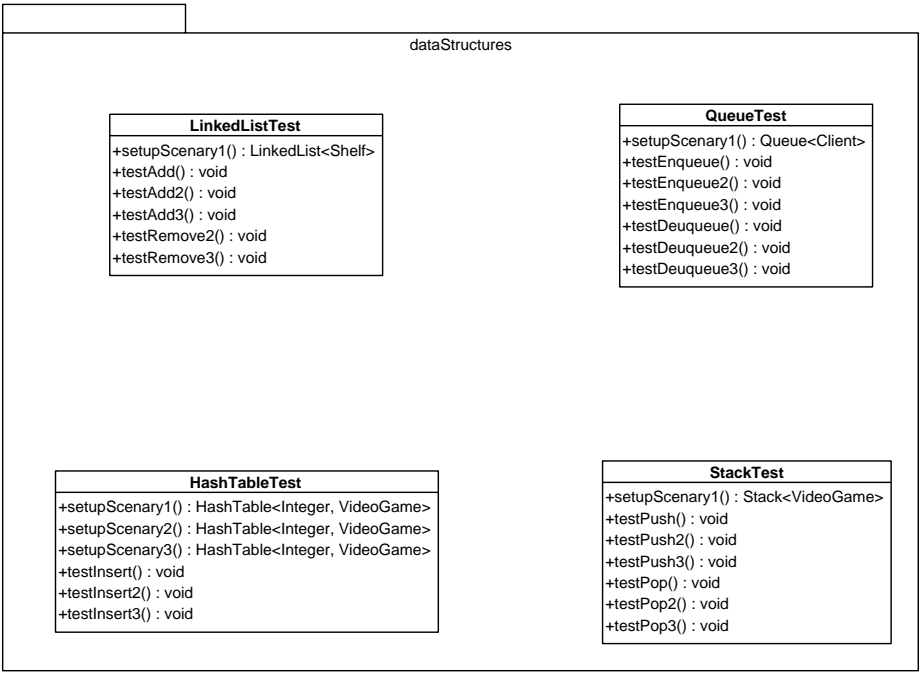 dataStructures
LinkedListTest
+setupScenary1() : LinkedList<Shelf>
+testAdd() : void
+testAdd2() : void
+testAdd3() : void
+testRemove2() : void
+testRemove3() : void
QueueTest
+setupScenary1() : Queue<Client>
+testEnqueue() : void
+testEnqueue2() : void
+testEnqueue3() : void
+testDeuqueue() : void
+testDeuqueue2() : void
+testDeuqueue3() : void
HashTableTest
+setupScenary1() : HashTable<Integer, VideoGame>
+setupScenary2() : HashTable<Integer, VideoGame>
+setupScenary3() : HashTable<Integer, VideoGame>
+testInsert() : void
+testInsert2() : void
+testInsert3() : void
StackTest
+setupScenary1() : Stack<VideoGame>
+testPush() : void
+testPush2() : void
+testPush3() : void
+testPop() : void
+testPop2() : void
+testPop3() : void